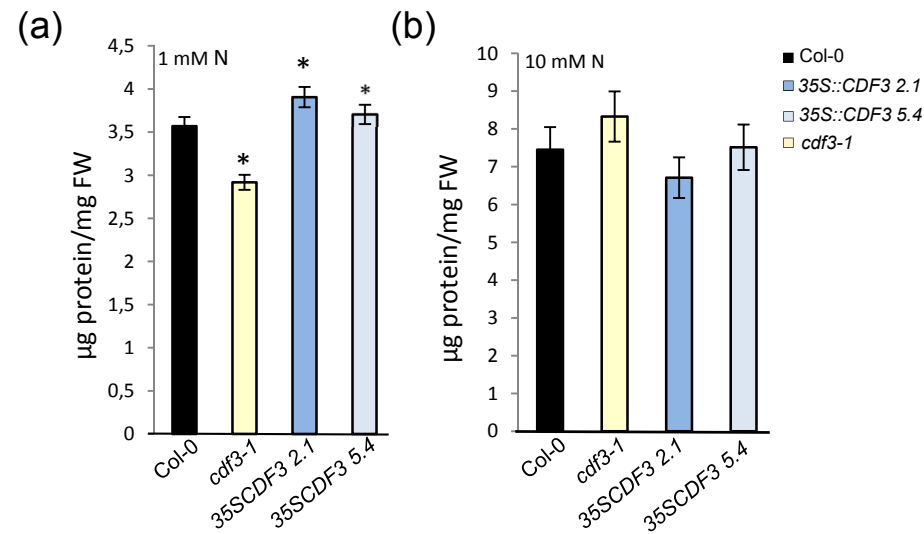 (a)
1 mM N
µg protein/mg FW
4,5
4
3,5
3
2,5
2
1,5
1
0,5
0
*
*
*
Col-0
cdf3-1
35SCDF3 2.1
35SCDF3 5.4
(b)
10 mM N
µg protein/mg FW
10
9
8
7
6
5
4
3
2
1
0
Col-0
cdf3-1
35SCDF3 2.1
35SCDF3 5.4
Col-0
35S::CDF3 2.1
35S::CDF3 5.4
cdf3-1